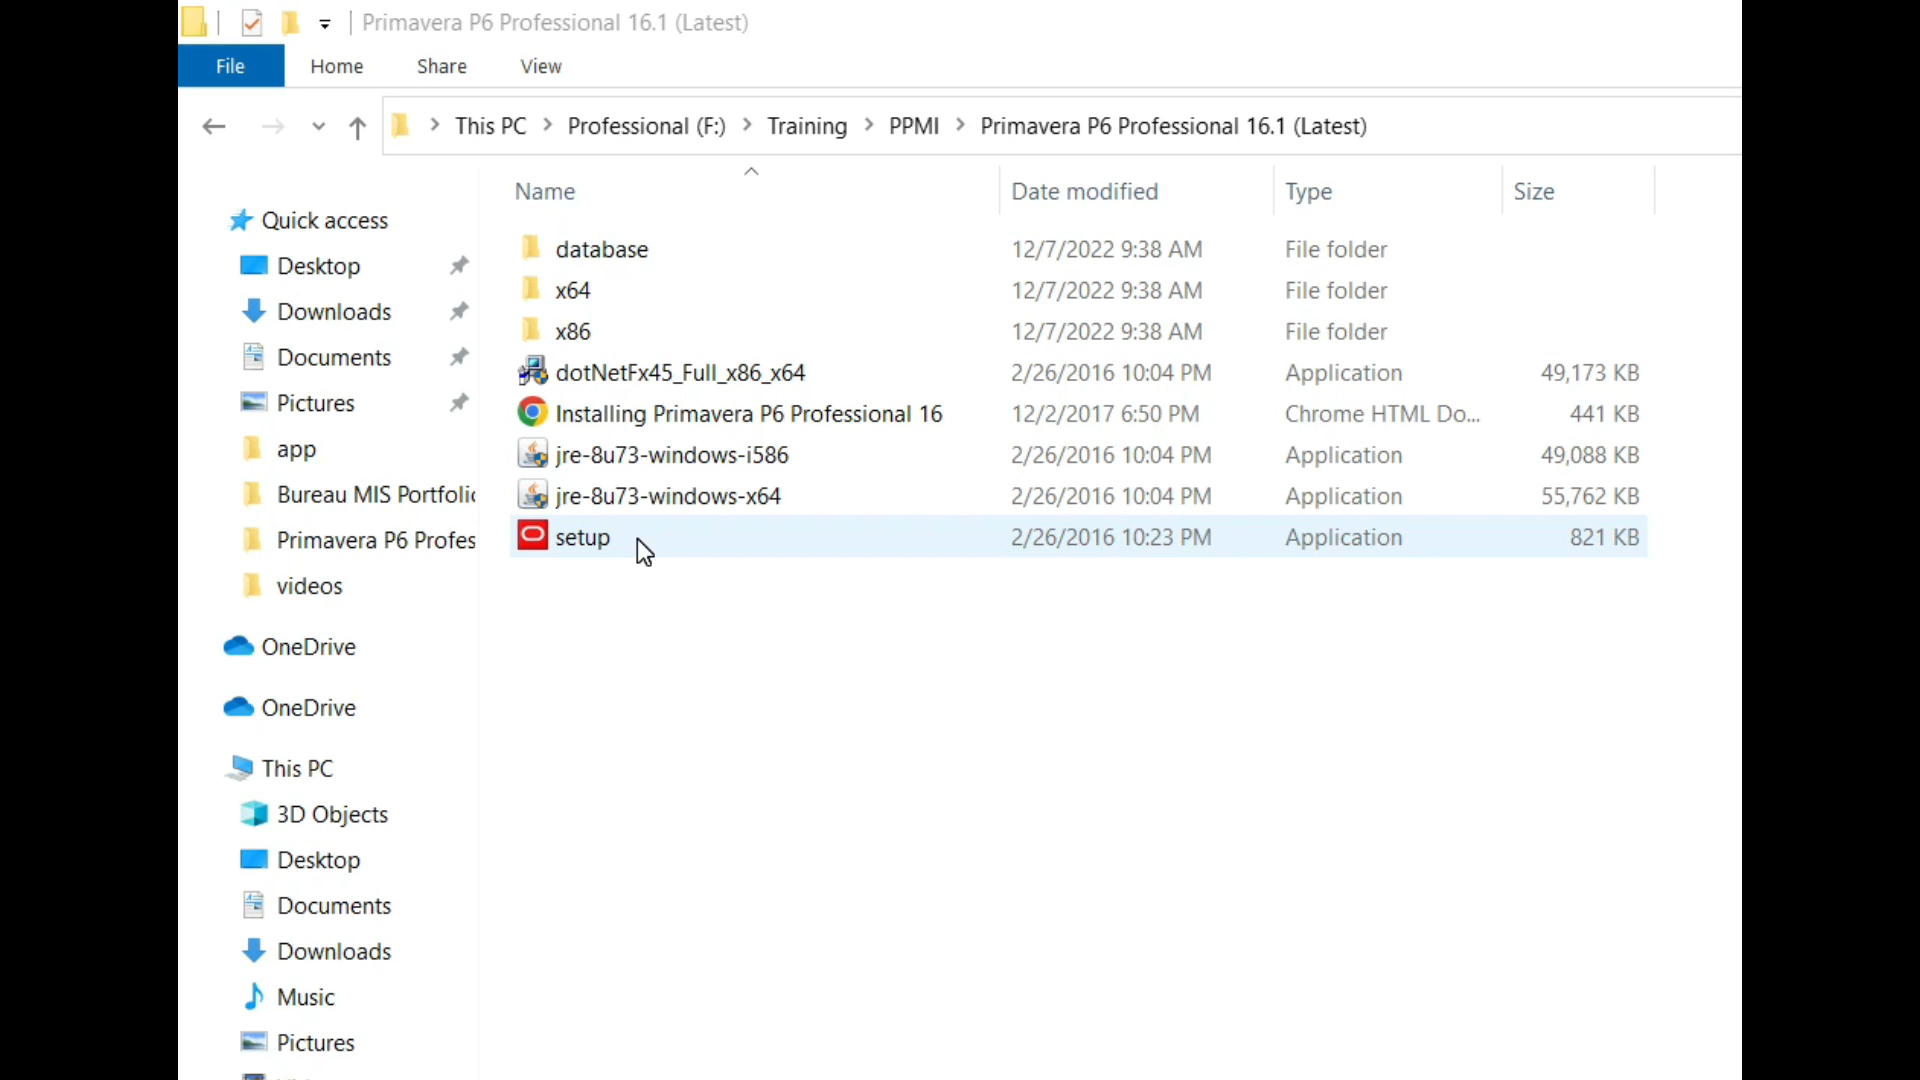 Primavera P6 Professional 16.1 (Latest)
File Home Share View
This PC Professional (F:) Training PPMI Primavera P6 Professional 16.1 (Latest)
Name Date modified Type Size
Quick access
Desktop
Downloads
Documents
Pictures
app
Bureau MIS Portfolic
Primavera P6 Profes
videos
OneDrive
OneDrive
This PC
3D Objects
Desktop
Documents
Downloads
Music
Pictures
database 12/7/2022 9:38 AM File folder
x64 12/7/2022 9:38 AM File folder
x86 12/7/2022 9:38 AM File folder
dotNetFx45_Full_x86_x64 2/26/2016 10:04 PM Application 49,173 KB
Installing Primavera P6 Professional 16 12/2/2017 6:50 PM Chrome HTML Do... 441 KB
jre-8u73-windows-i586 2/26/2016 10:04 PM Application 49,088 KB
jre-8u73-windows-x64 2/26/2016 10:04 PM Application 55,762 KB
setup 2/26/2016 10:23 PM Application 821 KB